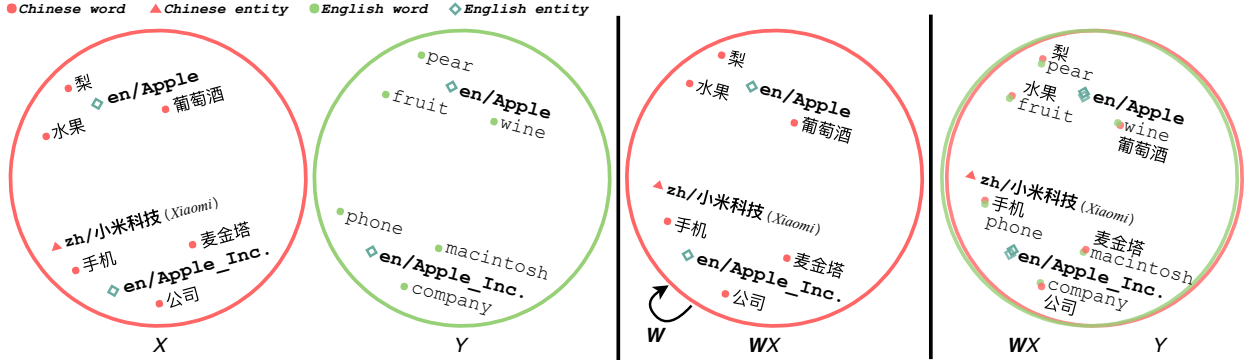 Chinese word Chinese entity English word English entity
梨
en/Apple
葡萄酒
水果
zh/小米科技 (Xiaomi)
麦金塔
手机
en/Apple_Inc.
公司
X
pear
en/Apple
fruit
wine
phone
macintosh
en/Apple_Inc.
company
Y
梨
水果
en/Apple
葡萄酒
zh/小米科技 (Xiaomi)
手机
麦金塔
en/Apple_Inc.
公司
W
WX
梨
pear
水果
fruit
en/Apple
wine
葡萄酒
zh/小米科技 (Xiaomi)
手机
phone
麦金塔
macintosh
en/Apple_Inc.
company
公司
WX
Y